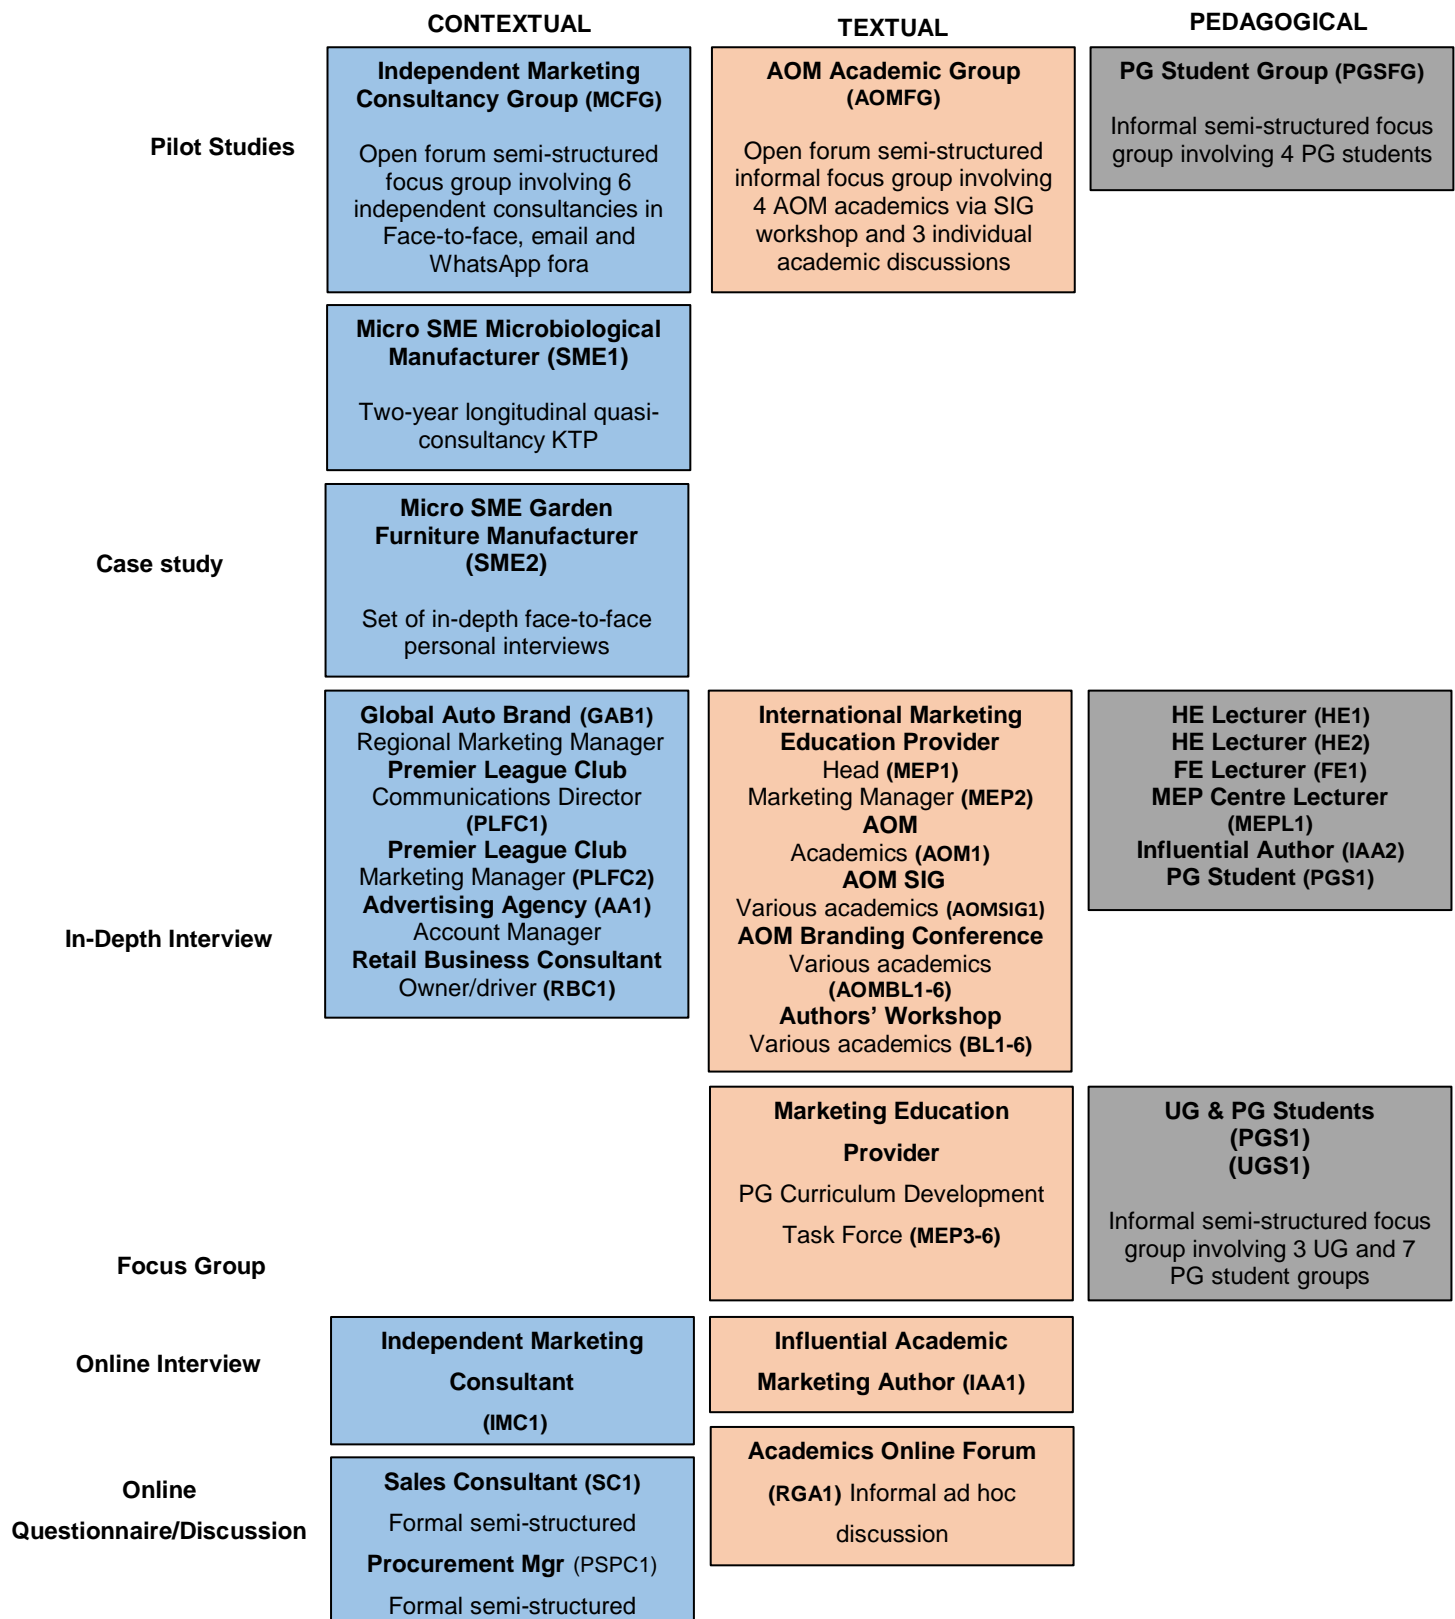 CONTEXTUAL
TEXTUAL
PEDAGOGICAL
Pilot Studies
Independent Marketing
Consultancy Group (MCFG)
Open forum semi-structured
focus group involving 6
independent consultancies in
Face-to-face, email and
WhatsApp fora
AOM Academic Group
(AOMFG)
Open forum semi-structured
informal focus group involving
4 AOM academics via SIG
workshop and 3 individual
academic discussions
PG Student Group (PGSFG)
Informal semi-structured focus
group involving 4 PG students
Micro SME Microbiological
Manufacturer (SME1)
Two-year longitudinal quasi-
consultancy KTP
Case study
Micro SME Garden
Furniture Manufacturer
(SME2)
Set of in-depth face-to-face
personal interviews
In-Depth Interview
Global Auto Brand (GAB1)
Regional Marketing Manager
Premier League Club
Communications Director
(PLFC1)
Premier League Club
Marketing Manager (PLFC2)
Advertising Agency (AA1)
Account Manager
Retail Business Consultant
Owner/driver (RBC1)
International Marketing
Education Provider
Head (MEP1)
Marketing Manager (MEP2)
AOM
Academics (AOM1)
AOM SIG
Various academics (AOMSIG1)
AOM Branding Conference
Various academics
(AOMBL1-6)
Authors’ Workshop
Various academics (BL1-6)
HE Lecturer (HE1)
HE Lecturer (HE2)
FE Lecturer (FE1)
MEP Centre Lecturer
(MEPL1)
Influential Author (IAA2)
PG Student (PGS1)
Focus Group
Marketing Education
Provider
PG Curriculum Development
Task Force (MEP3-6)
UG & PG Students
(PGS1)
(UGS1)
Informal semi-structured focus
group involving 3 UG and 7
PG student groups
Online Interview
Independent Marketing
Consultant
(IMC1)
Influential Academic
Marketing Author (IAA1)
Online
Questionnaire/Discussion
Sales Consultant (SC1)
Formal semi-structured
Procurement Mgr (PSPC1)
Formal semi-structured
Academics Online Forum
(RGA1) Informal ad hoc
discussion